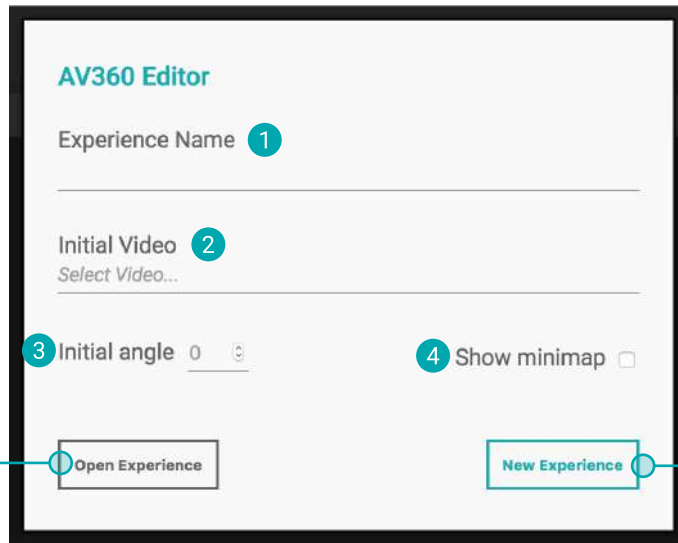 AV360 Editor
Experience Name 1
Initial Video 2
Select Video...
3 Initial angle 0 4 Show minimap
Open Experience New Experience